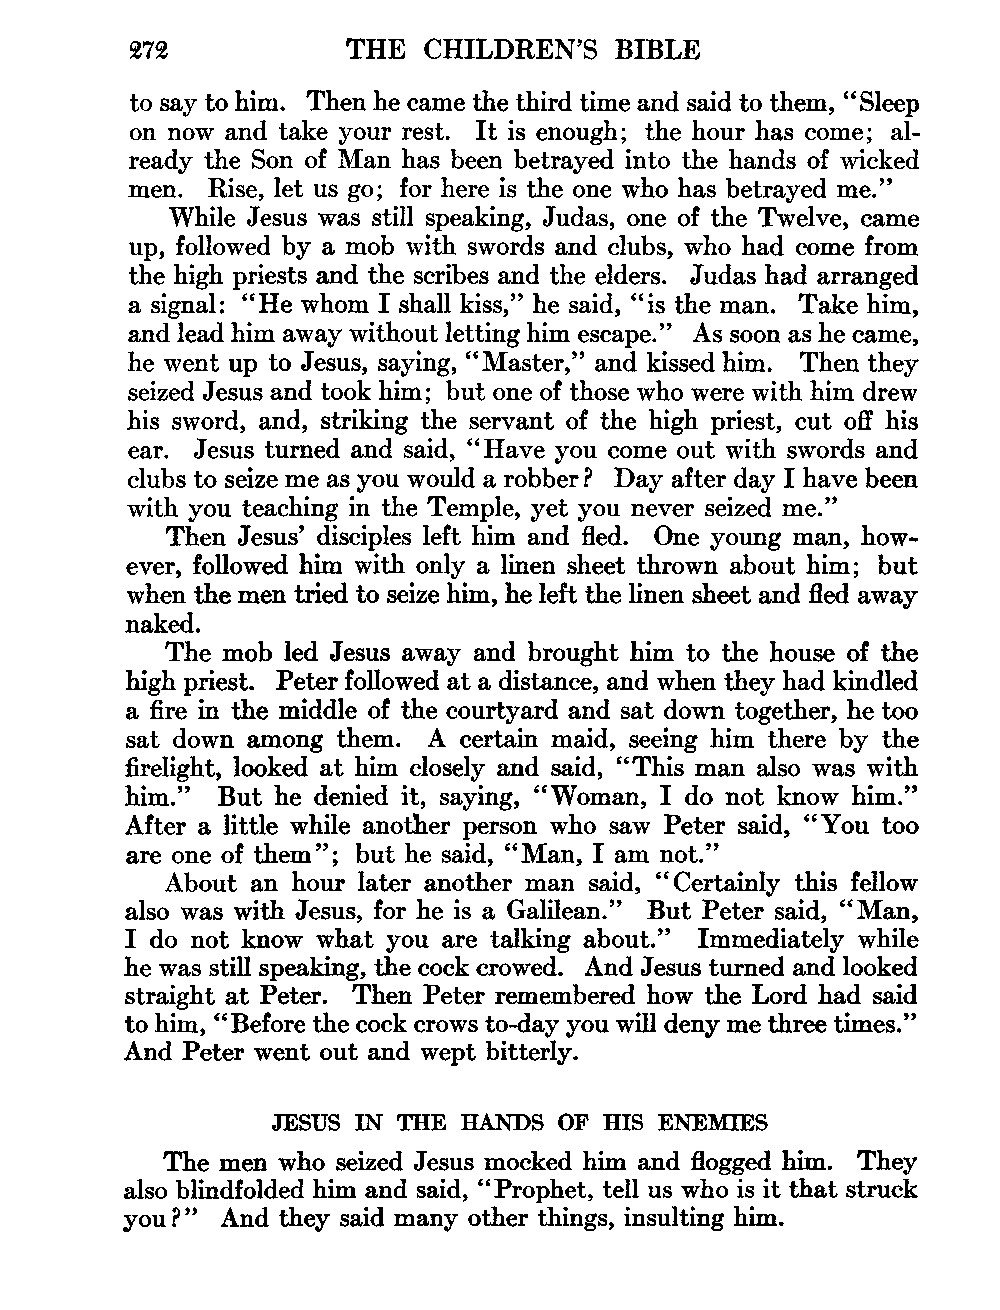 272 THE CHILDREN'S BIBLE
to say to him. Then he came the third time and said to them, "Sleep
on now and take your rest. It is enough; the hour has come; al-
ready the Son of Man has been betrayed into the hands of wicked
men. Rise, let us go; for here is the one who has betrayed me."
While Jesus was still speaking, Judas, one of the Twelve, came
up, followed by a mob with swords and clubs, who had come from
the high priests and the scribes and the elders. Judas had arranged
a signal: "He whom I shall kiss," he said, "is the man. Take him,
and lead him away without letting him escape." As soon as he came,
he went up to Jesus, saying, "Master," and kissed him. Then they
seized Jesus and took him; but one of those who were with him drew
his sword, and, striking the servant of the high priest, cut off his
ear. Jesus turned and said, "Have you come out with swords and
clubs to seize me as you would a robber? Day after day I have been
with you teaching in the Temple, yet you never seized me."
Then Jesus' disciples left him and fled. One young man, how-
ever, followed him with only a linen sheet thrown about him; but
when the men tried to seize him, he left the linen sheet and fled away
naked.
The mob led Jesus away and brought him to the house of the
high priest. Peter followed at a distance, and when they had kindled
a fire in the middle of the courtyard and sat down together, he too
sat down among them. A certain maid, seeing him there by the
firelight, looked at him closely and said, "This man also was with
him." But he denied it, saying, "Woman, I do not know him."
After a little while another person who saw Peter said, "You too
are one of them"; but he said, "Man, I am not."
About an hour later another man said, "Certainly this fellow
also was with Jesus, for he is a Galilean." But Peter said, "Man,
I do not know what you are talking about." Immediately while
he was still speaking, the cock crowed. And Jesus turned and looked
straight at Peter. Then Peter remembered how the Lord had said
to him, "Before the cock crows to-day you will deny me three times."
And Peter went out and wept bitterly.
JESUS IN THE HANDS OF HIS ENEMIES
The men who seized Jesus mocked him and flogged him. They
also blindfolded him and said, "Prophet, tell us who is it that struck
you?" And they said many other things, insulting him.